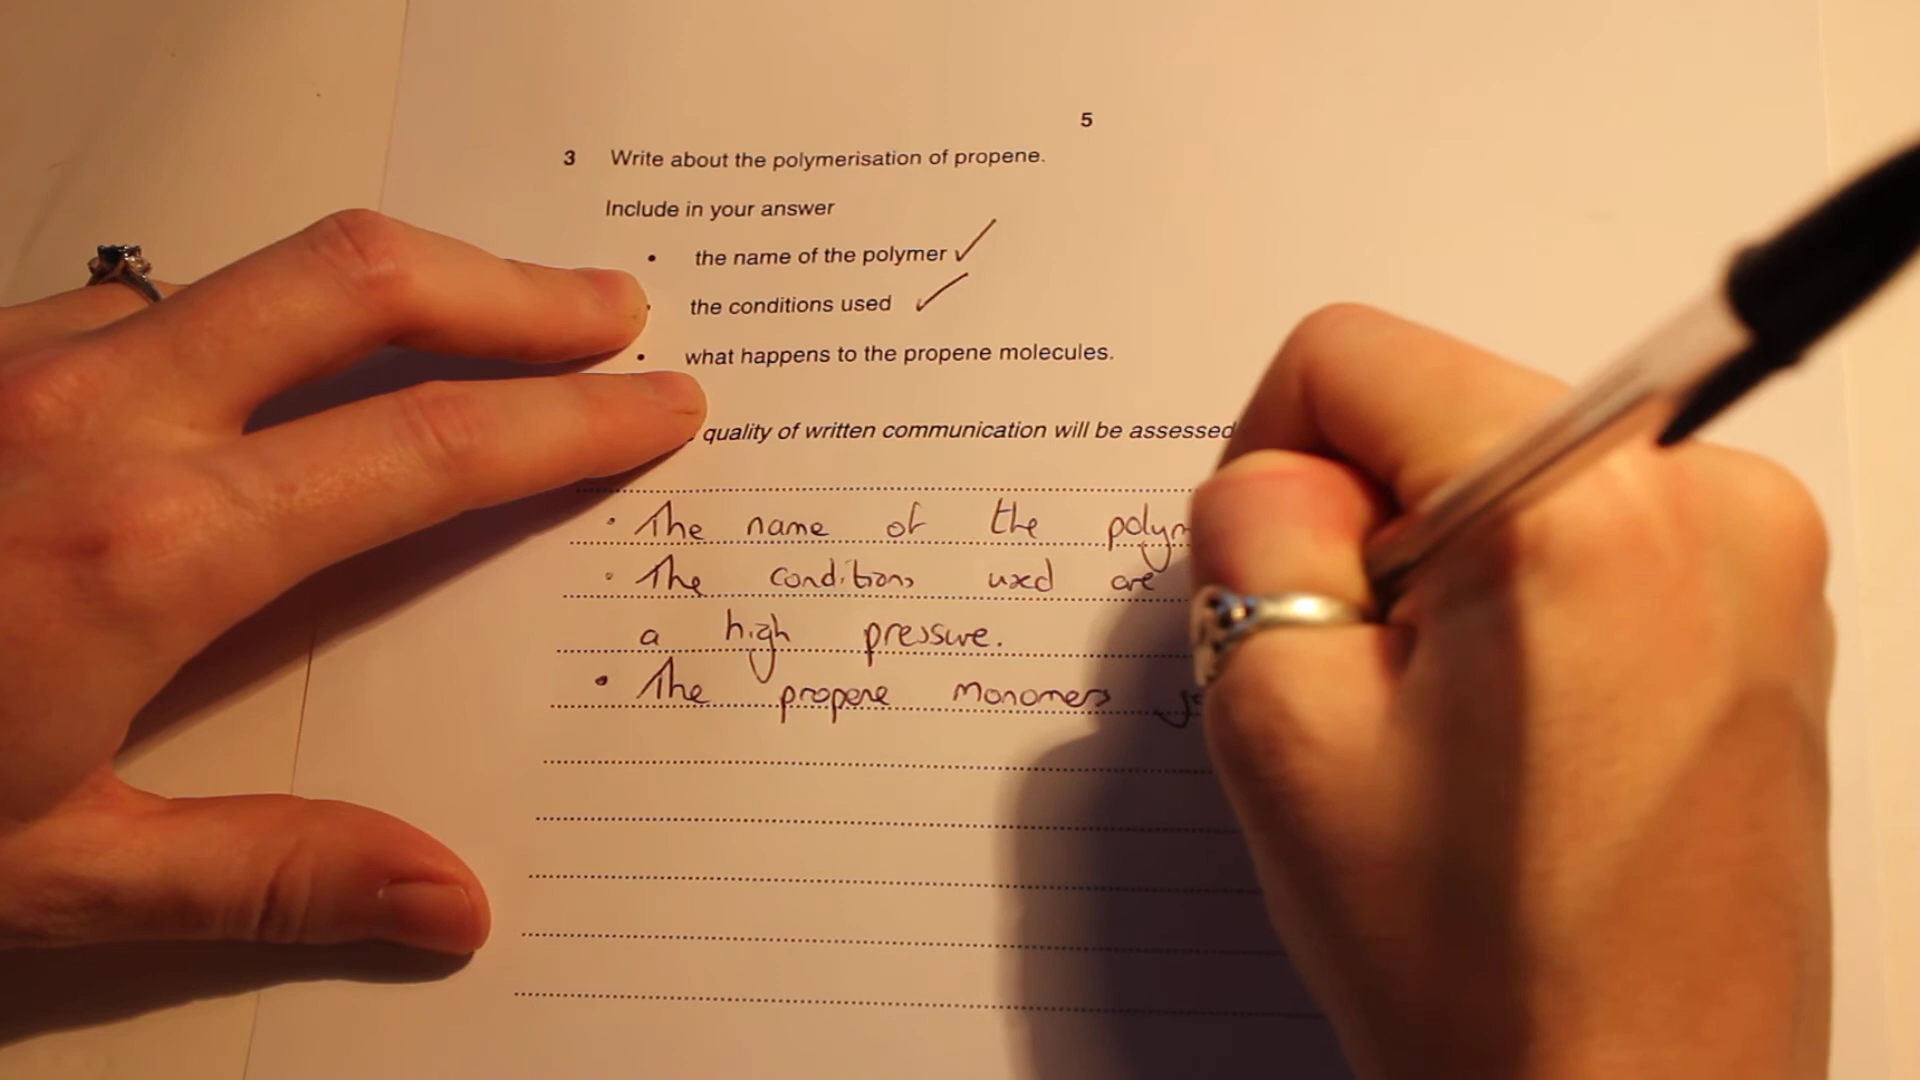 5
3 Write about the polymerisation of propene.
Include in your answer
• the name of the polymer ✓
• the conditions used ✓
• what happens to the propene molecules.
quality of written communication will be assessed
• The name of the
• The conditions used are
a high pressure.
• The propene monomers